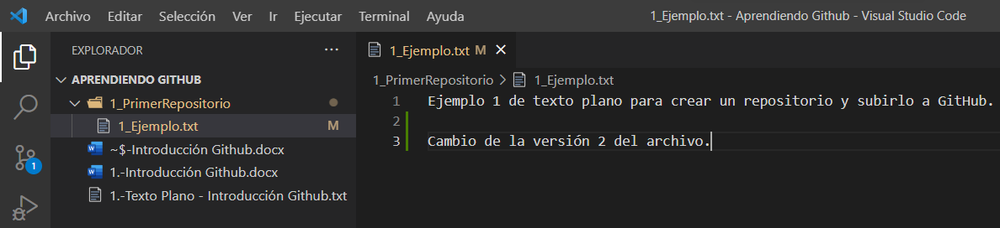 Archivo Editar Selección Ver Ir Ejecutar Terminal Ayuda 1_Ejemplo.txt - Aprendiendo Github - Visual Studio Code
EXPLORADOR ...
APRENDIENDO GITHUB
1_PrimerRepositorio
1_Ejemplo.txt M
~$-Introducción Github.docx
1.-Introducción Github.docx
1.-Texto Plano - Introducción Github.txt
1
1_Ejemplo.txt M
1_PrimerRepositorio > 1_Ejemplo.txt
1 Ejemplo 1 de texto plano para crear un repositorio y subirlo a GitHub.
2
3 Cambio de la versión 2 del archivo.